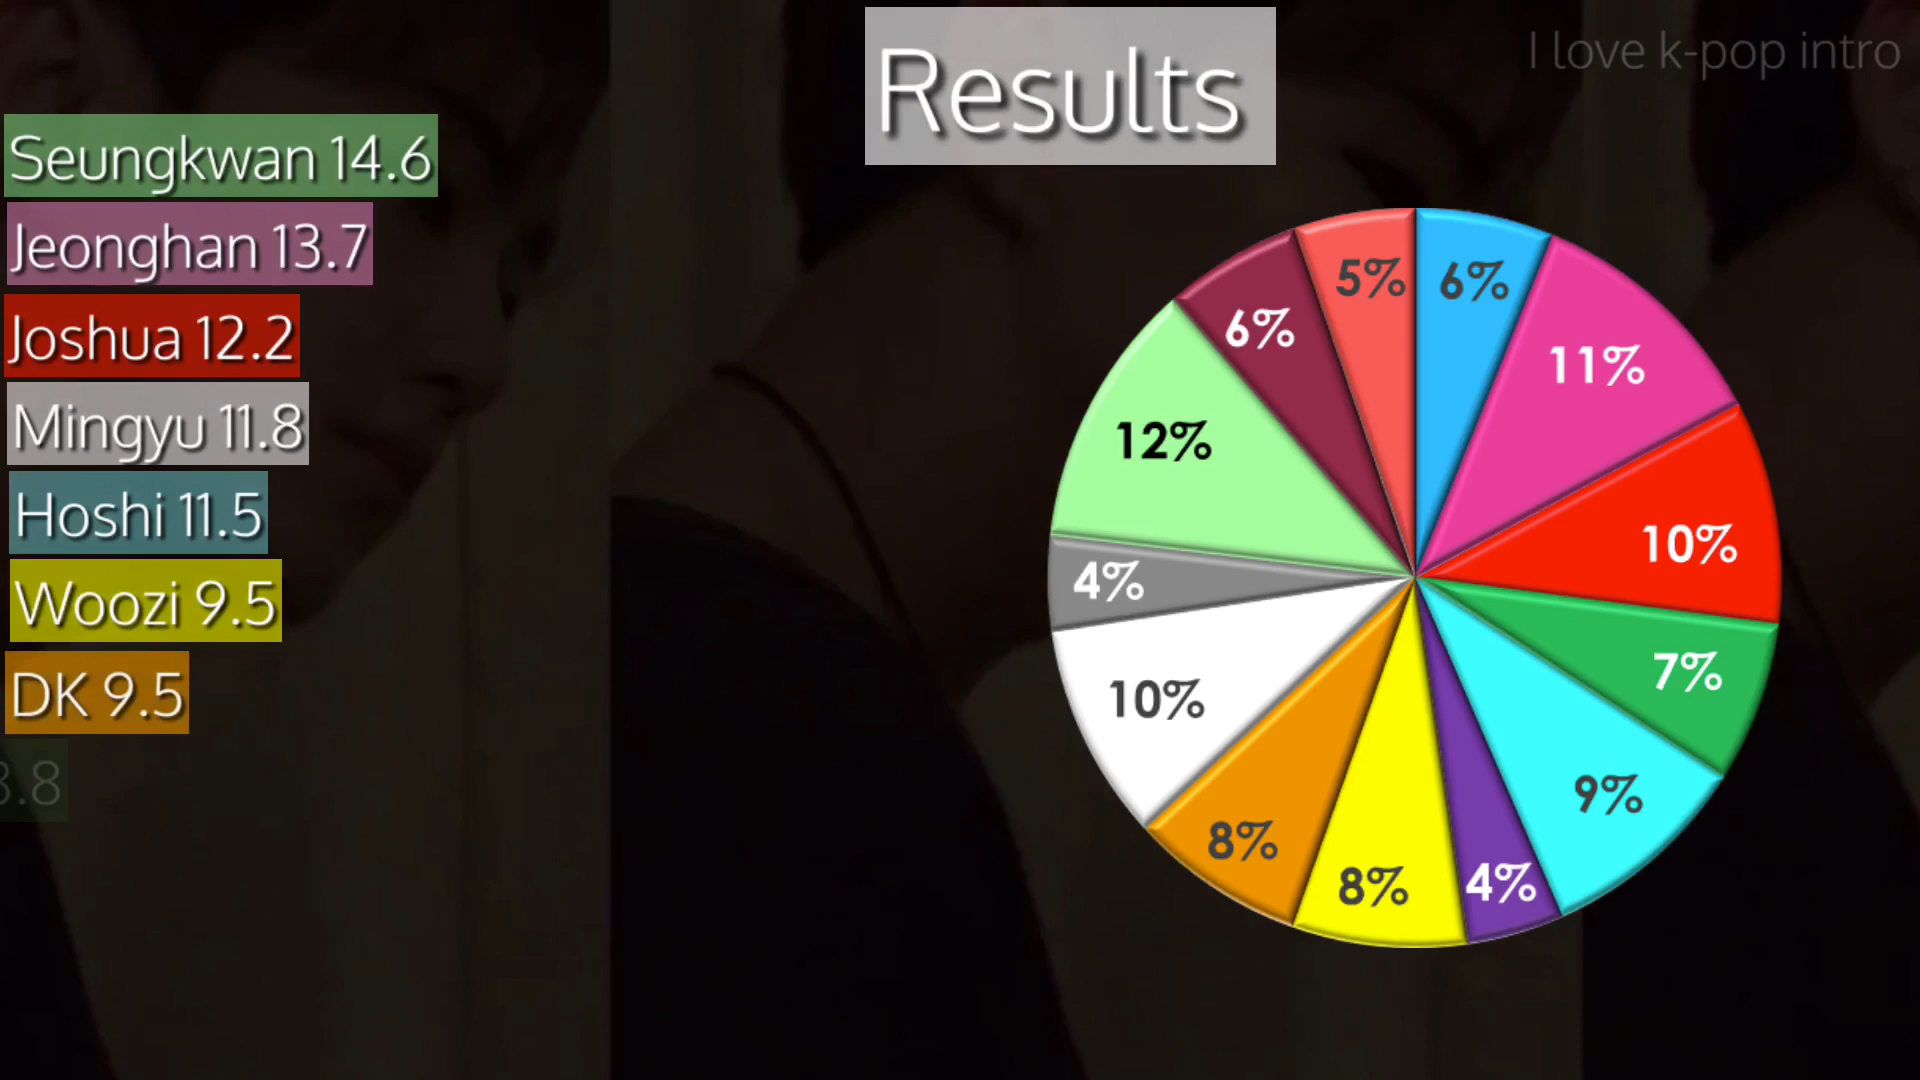 Results
I love k-pop intro
Seungkwan 14.6
Jeonghan 13.7
Joshua 12.2
Mingyu 11.8
Hoshi 11.5
Woozi 9.5
DK 9.5
5%
6%
6%
11%
12%
10%
4%
7%
10%
9%
8%
8%
4%